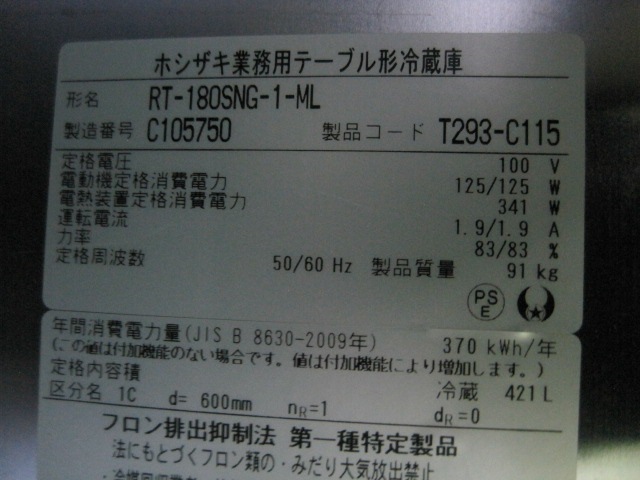 ホシザキ業務用テーブル形冷蔵庫
形名 RT-180SNG-1-ML
製造番号 C105750 製品コード T293-C115
定格電圧 100 V
電動機定格消費電力 125/125 W
電熱装置定格消費電力 341 W
運転電流 1.9/1.9 A
力率 83/83 %
定格周波数 50/60 Hz 製品質量 91 kg
PS E
年間消費電力量(JIS B 8630-2009年) 370 kWh/年
(この値は付加機能のない場合です。値は付加機能により増加します。)
定格内容積 冷蔵 421 L
区分名 1C d= 600mm nR=1 dR=0
フロン排出抑制法 第一種特定製品
法にもとづくフロン類の・みだり大気放出禁止